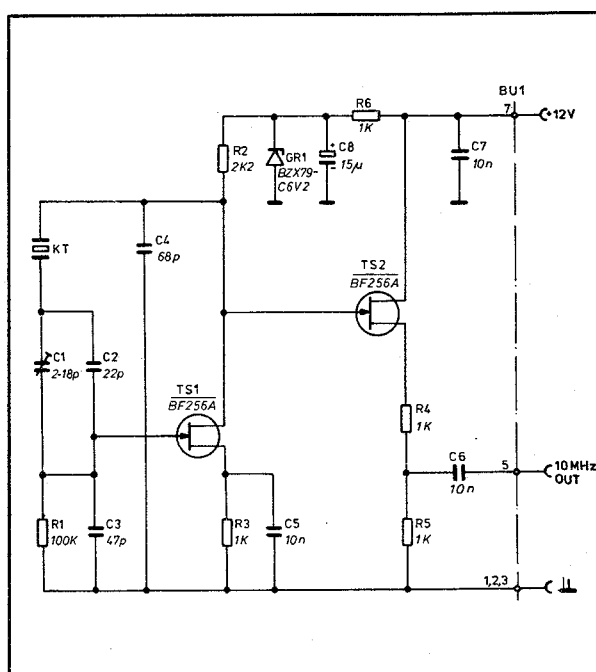 BU1
R6
1K
7
+12V
R2
2K2
GR1
BZX79-
C6V2
+
C8
15µ
-
C7
10n
KT
C4
68p
TS2
BF256A
C1
2-18p
C2
22p
TS1
BF256A
R4
1K
C6
10n
5
10MHz
OUT
R1
100K
C3
47p
R3
1K
C5
10n
R5
1K
1,2,3